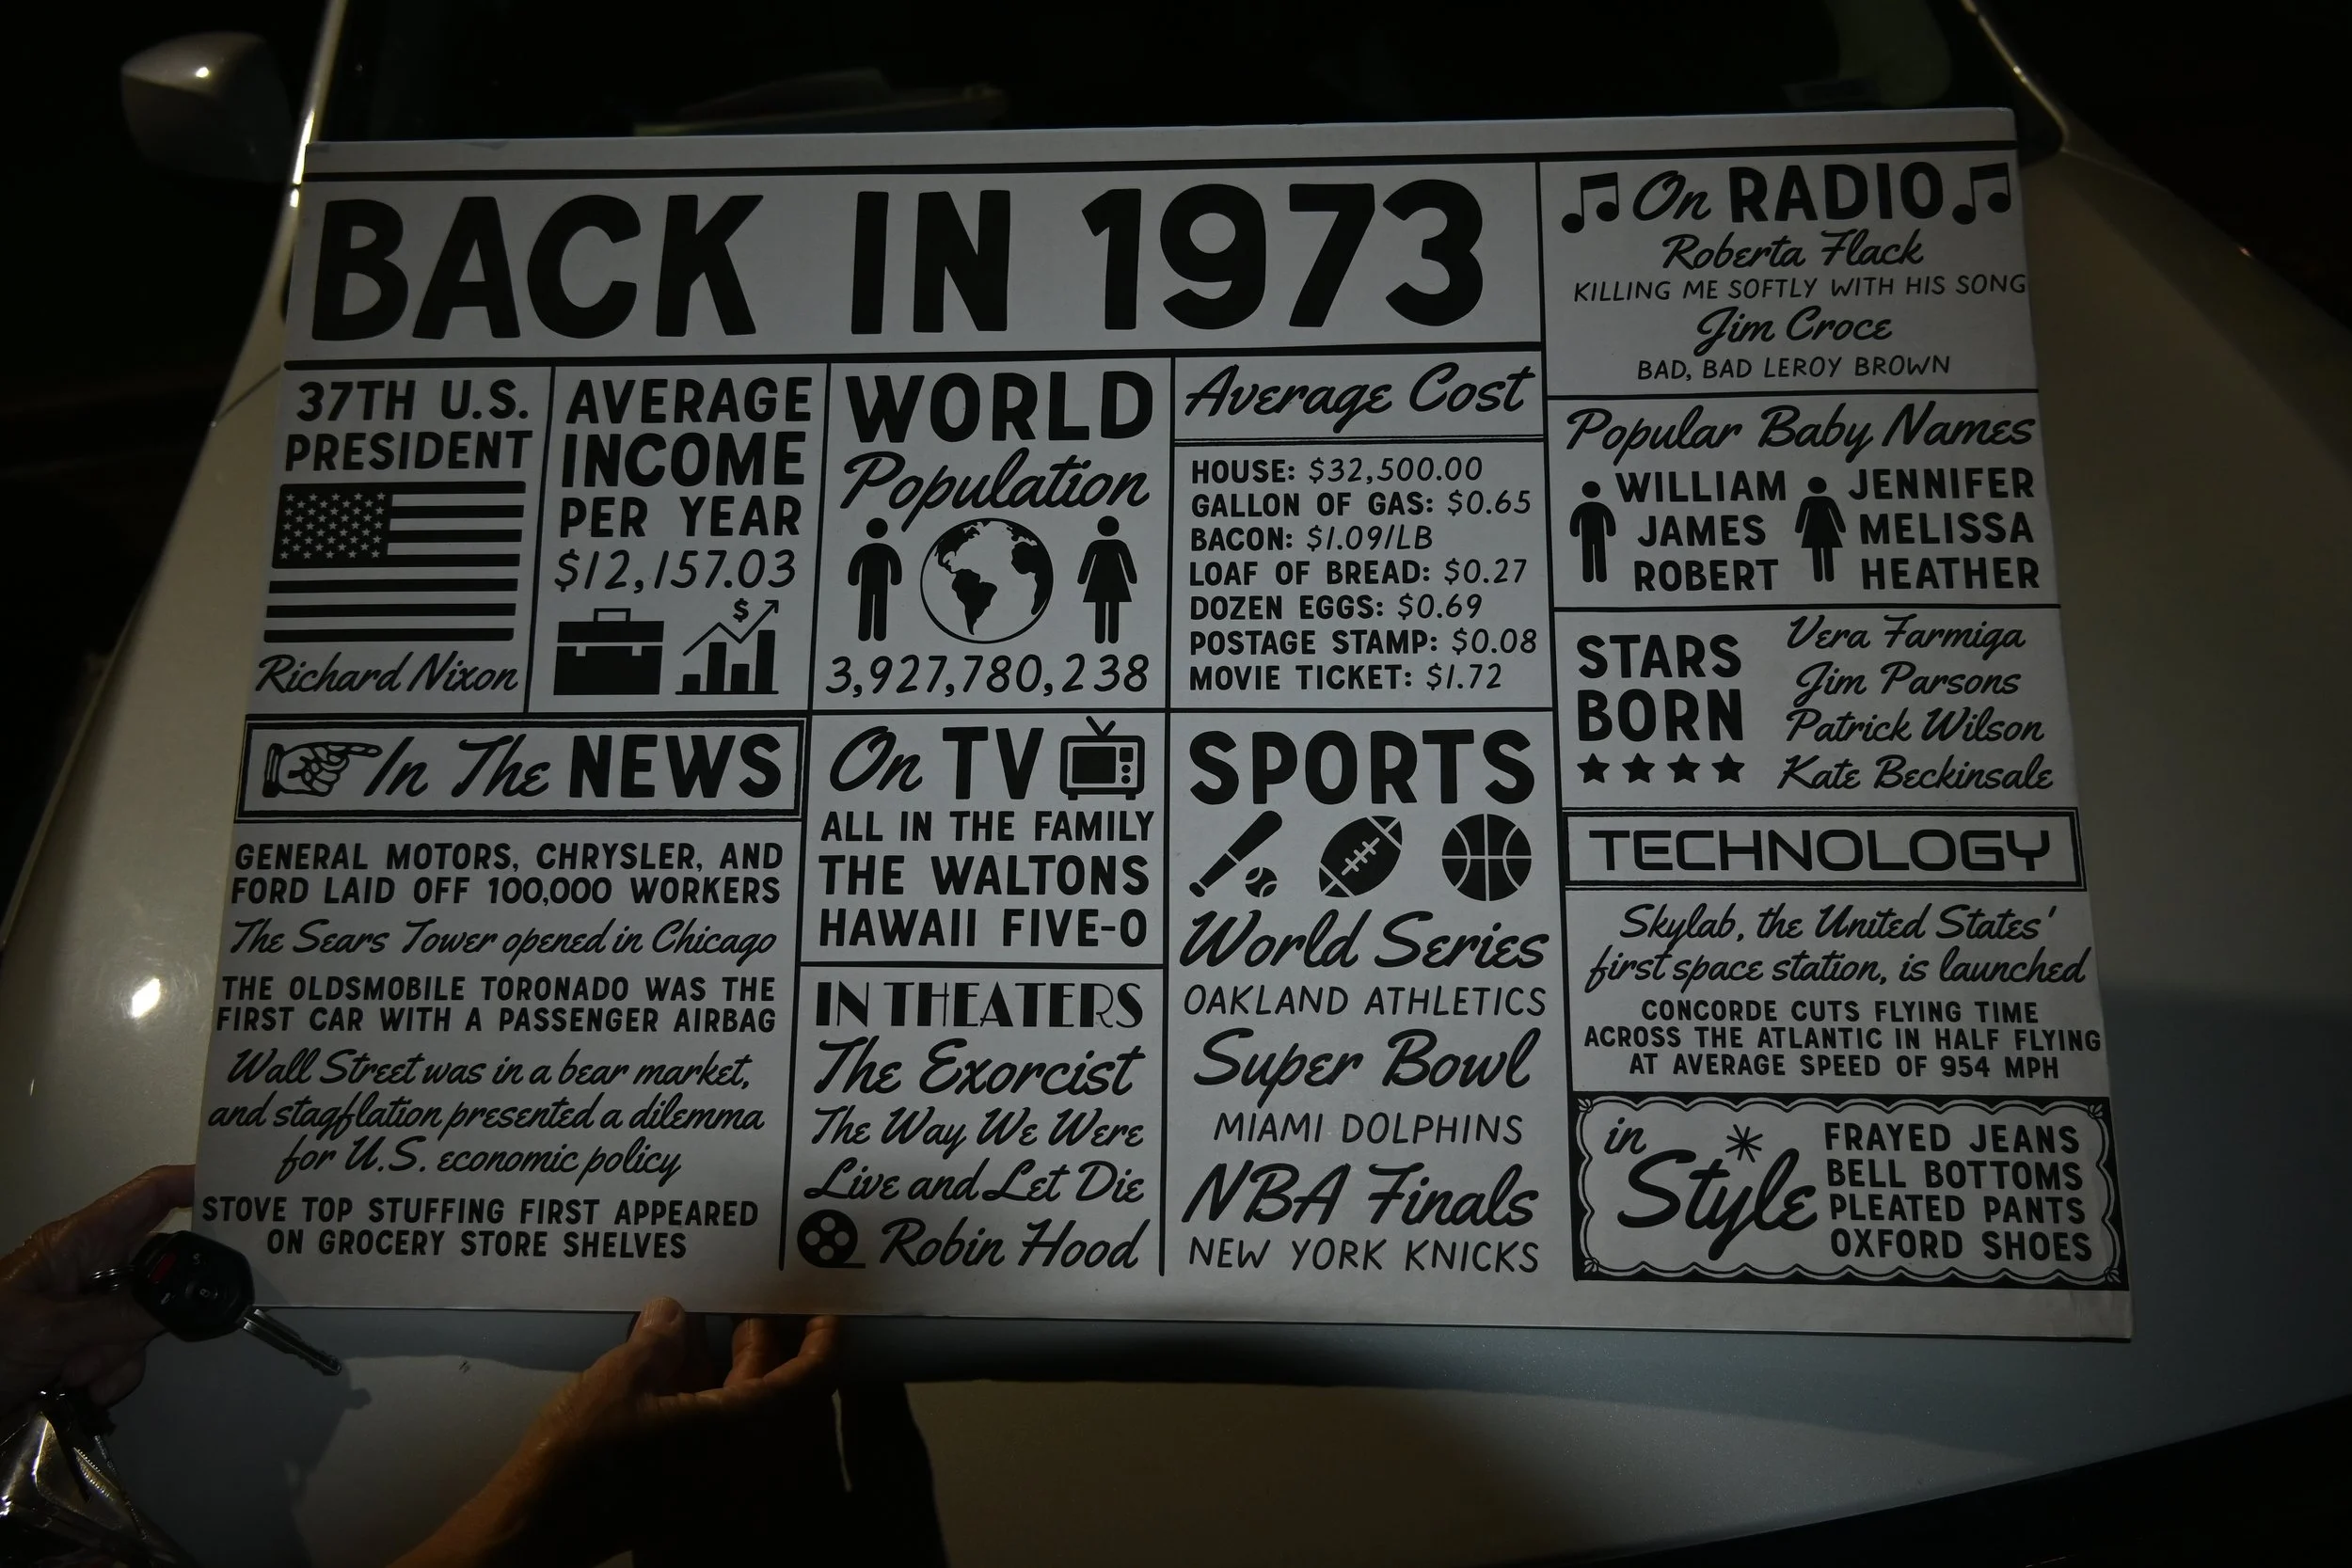 BACK IN 1973
37TH U.S.
PRESIDENT
Richard Nixon
AVERAGE
INCOME
PER YEAR
$12,157.03
$
WORLD
Population
3,927,780,238
Average Cost
HOUSE: $32,500.00
GALLON OF GAS: $0.65
BACON: $1.09/LB
LOAF OF BREAD: $0.27
DOZEN EGGS: $0.69
POSTAGE STAMP: $0.08
MOVIE TICKET: $1.72
On RADIO
Roberta Flack
KILLING ME SOFTLY WITH HIS SONG
Jim Croce
BAD, BAD LEROY BROWN
Popular Baby Names
WILLIAM
JAMES
ROBERT
JENNIFER
MELISSA
HEATHER
STARS
BORN
Vera Farmiga
Jim Parsons
Patrick Wilson
Kate Beckinsale
In The NEWS
GENERAL MOTORS, CHRYSLER, AND
FORD LAID OFF 100,000 WORKERS
The Sears Tower opened in Chicago
THE OLDSMOBILE TORONADO WAS THE
FIRST CAR WITH A PASSENGER AIRBAG
Wall Street was in a bear market,
and stagflation presented a dilemma
for U.S. economic policy
STOVE TOP STUFFING FIRST APPEARED
ON GROCERY STORE SHELVES
On TV
ALL IN THE FAMILY
THE WALTONS
HAWAII FIVE-O
IN THEATERS
The Exorcist
The Way We Were
Live and Let Die
Robin Hood
SPORTS
World Series
OAKLAND ATHLETICS
Super Bowl
MIAMI DOLPHINS
NBA Finals
NEW YORK KNICKS
TECHNOLOGY
Skylab, the United States'
first space station, is launched
CONCORDE CUTS FLYING TIME
ACROSS THE ATLANTIC IN HALF FLYING
AT AVERAGE SPEED OF 954 MPH
in
Style
FRAYED JEANS
BELL BOTTOMS
PLEATED PANTS
OXFORD SHOES